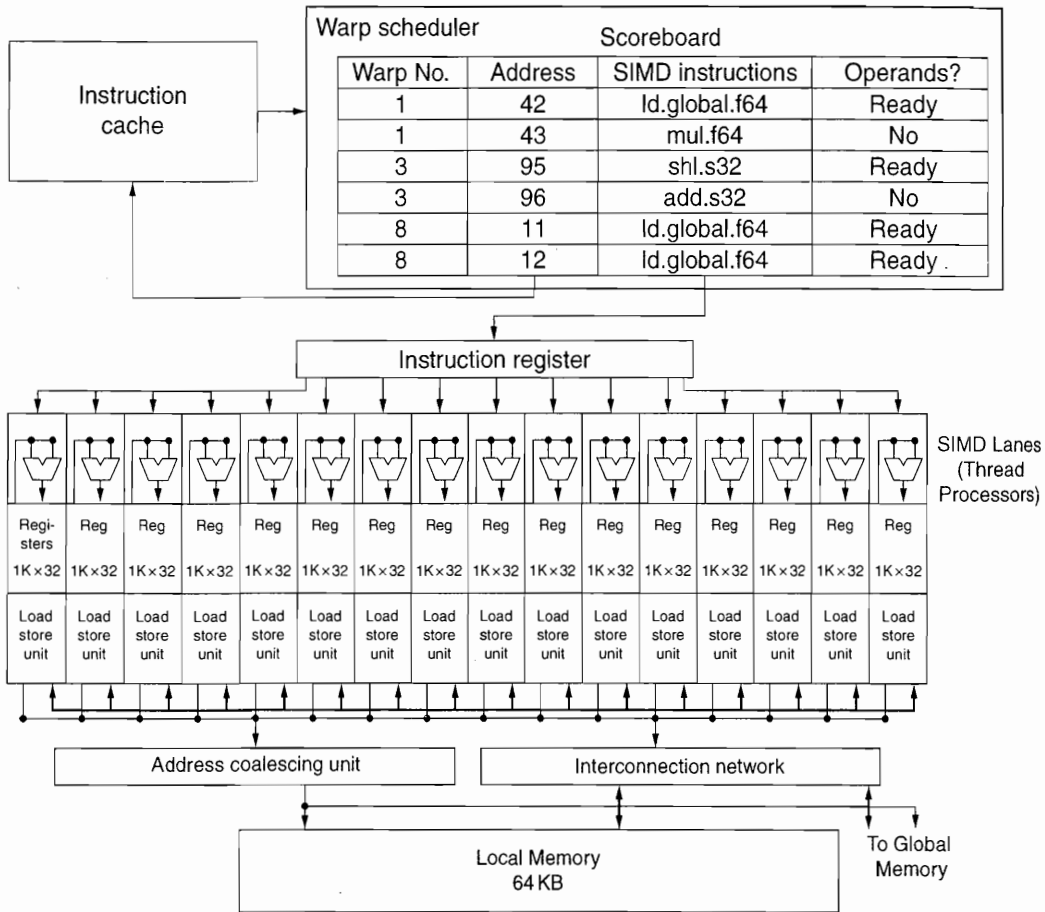 Warp scheduler
Scoreboard
Warp No. Address SIMD instructions Operands?
1 42 ld.global.f64 Ready
1 43 mul.f64 No
3 95 shl.s32 Ready
3 96 add.s32 No
8 11 ld.global.f64 Ready
8 12 ld.global.f64 Ready
Instruction
cache
Instruction register
SIMD Lanes
(Thread
Processors)
Regi- Reg Reg Reg Reg Reg Reg Reg Reg Reg Reg Reg Reg Reg Reg Reg
sters
1K×32 1K×32 1K×32 1K×32 1K×32 1K×32 1K×32 1K×32 1K×32 1K×32 1K×32 1K×32 1K×32 1K×32 1K×32 1K×32
Load Load Load Load Load Load Load Load Load Load Load Load Load Load Load Load
store store store store store store store store store store store store store store store store
unit unit unit unit unit unit unit unit unit unit unit unit unit unit unit unit
Address coalescing unit
Interconnection network
Local Memory
64 KB
To Global
Memory